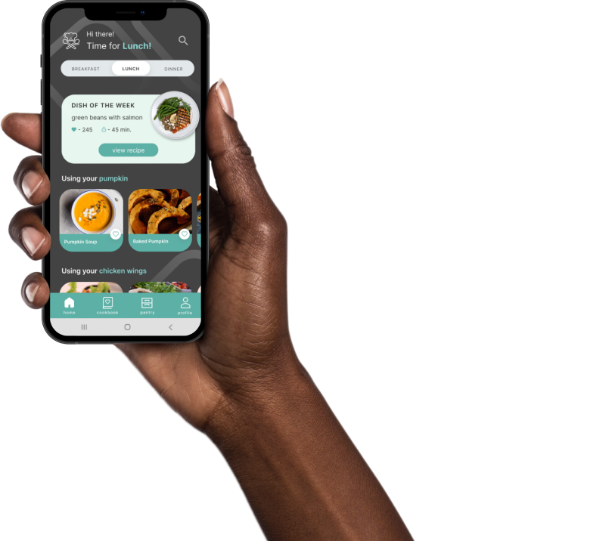 Hi there!
Time for Lunch!
BREAKFAST
LUNCH
DINNER
DISH OF THE WEEK
green beans with salmon
- 245
- 45 min.
view recipe
Using your pumpkin
Pumpkin Soup
Baked Pumpkin
Using your chicken wings
home
cookbook
pantry
profile